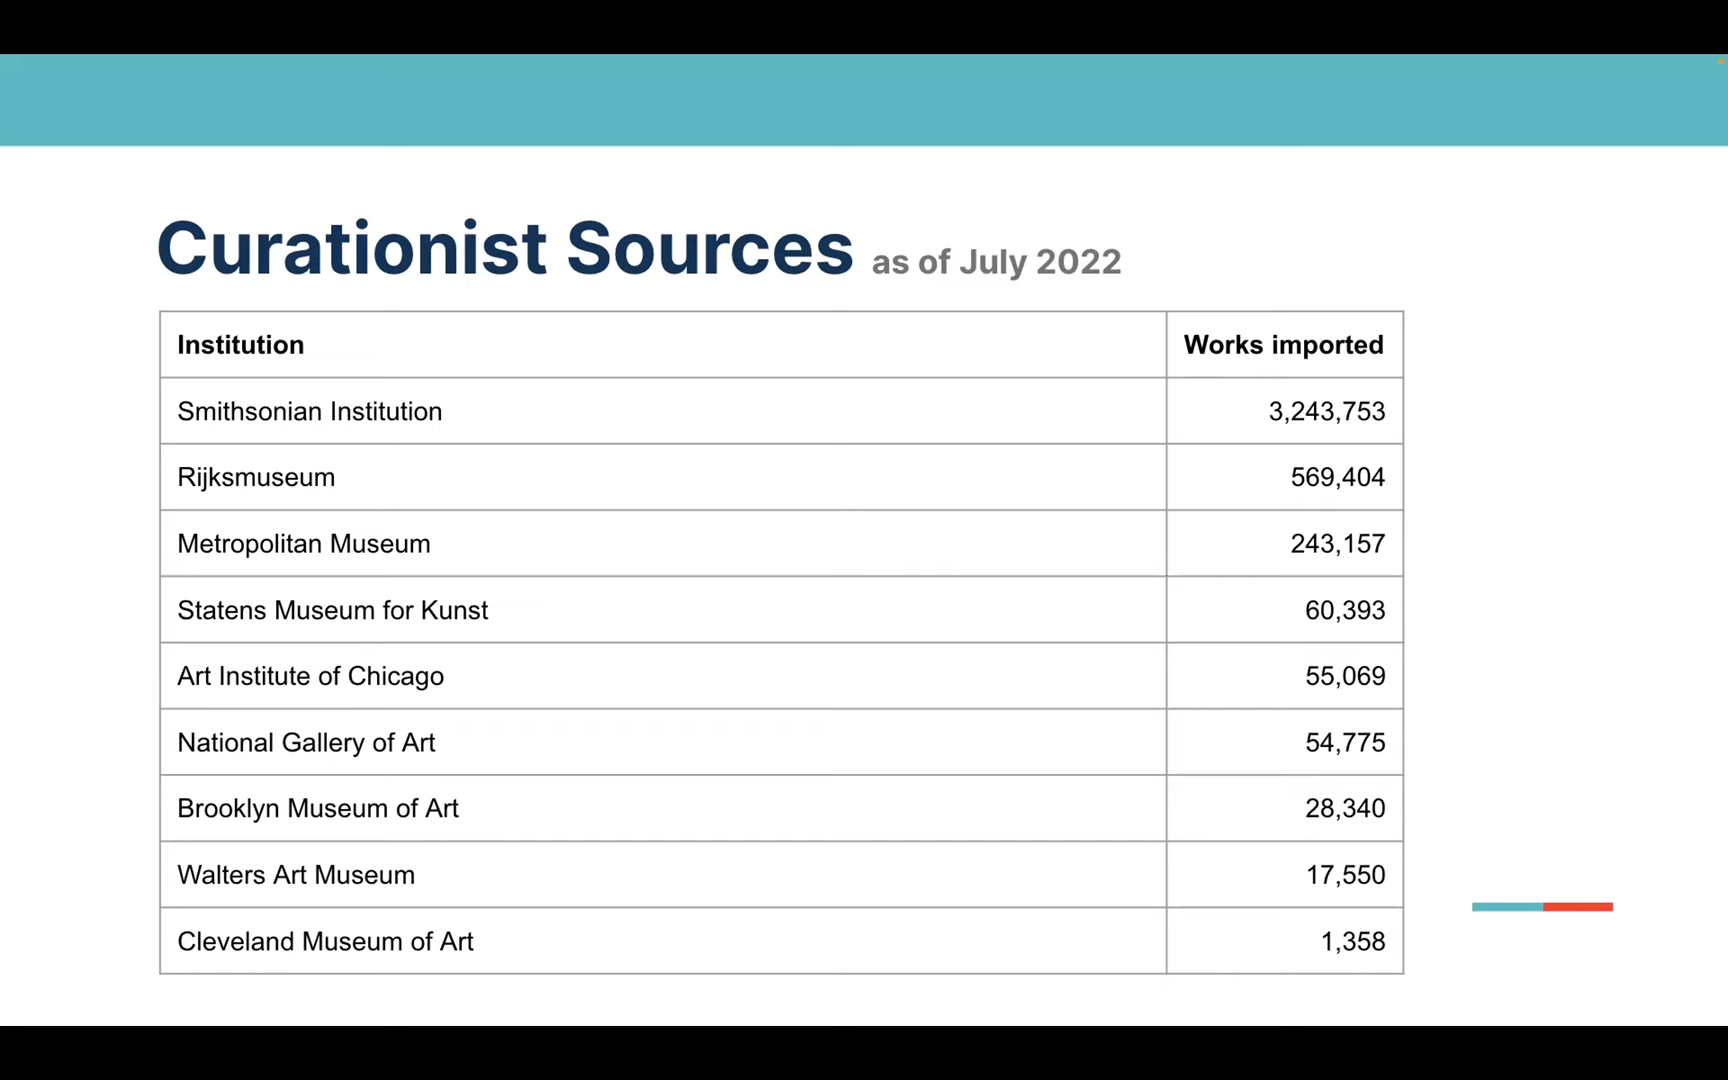 Curationist Sources as of July 2022
Institution Works imported
Smithsonian Institution 3,243,753
Rijksmuseum 569,404
Metropolitan Museum 243,157
Statens Museum for Kunst 60,393
Art Institute of Chicago 55,069
National Gallery of Art 54,775
Brooklyn Museum of Art 28,340
Walters Art Museum 17,550
Cleveland Museum of Art 1,358